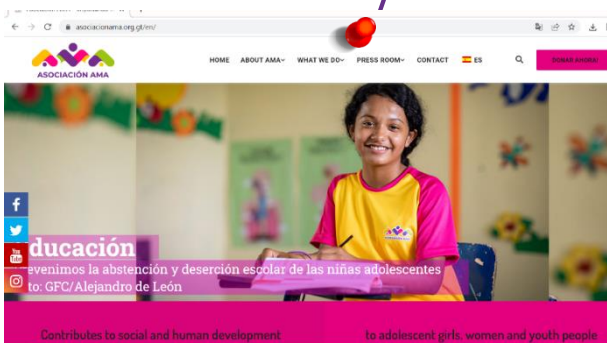 asociacionama.org.gt/en/
ASOCIACIÓN AMA
HOME ABOUT AMA WHAT WE DO PRESS ROOM CONTACT ES
DONAR AHORA!
ducación
evenimos la abstención y deserción escolar de las niñas adolescentes
to: GFC/Alejandro de León
Contributes to social and human development
to adolescent girls, women and youth people